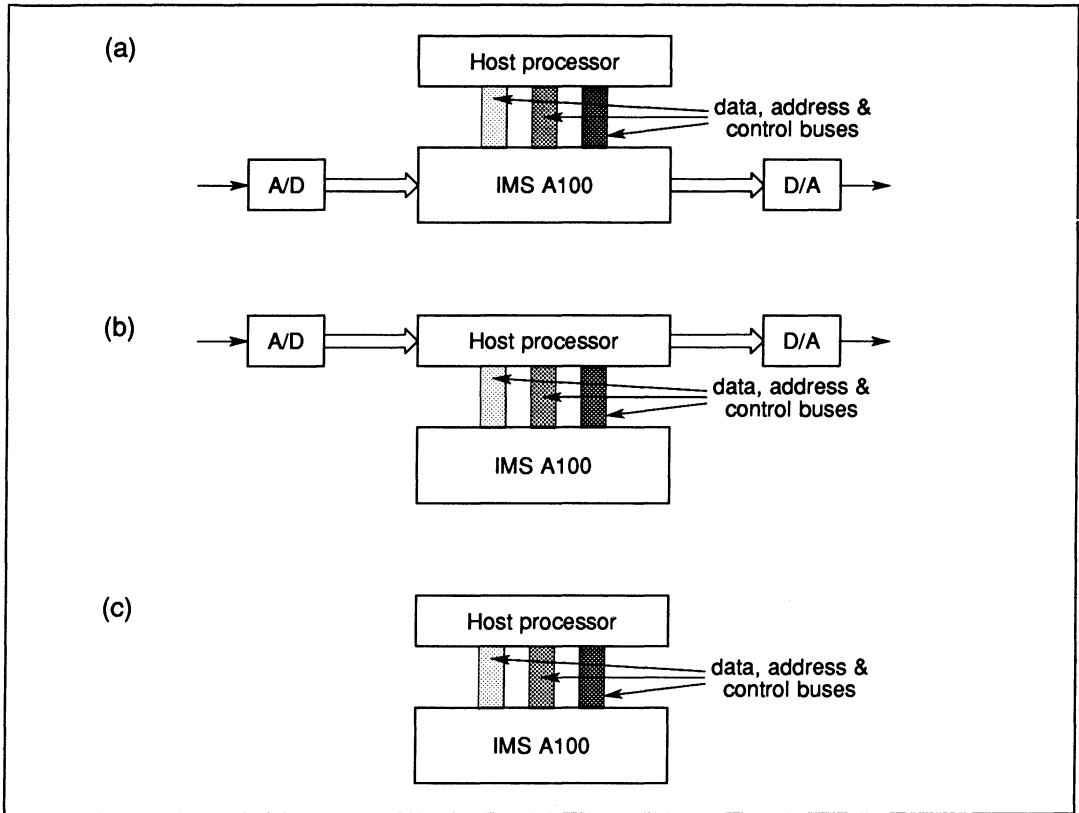 (a)
Host processor
data, address &
control buses
A/D
IMS A100
D/A
(b)
A/D
Host processor
D/A
data, address &
control buses
IMS A100
(c)
Host processor
data, address &
control buses
IMS A100